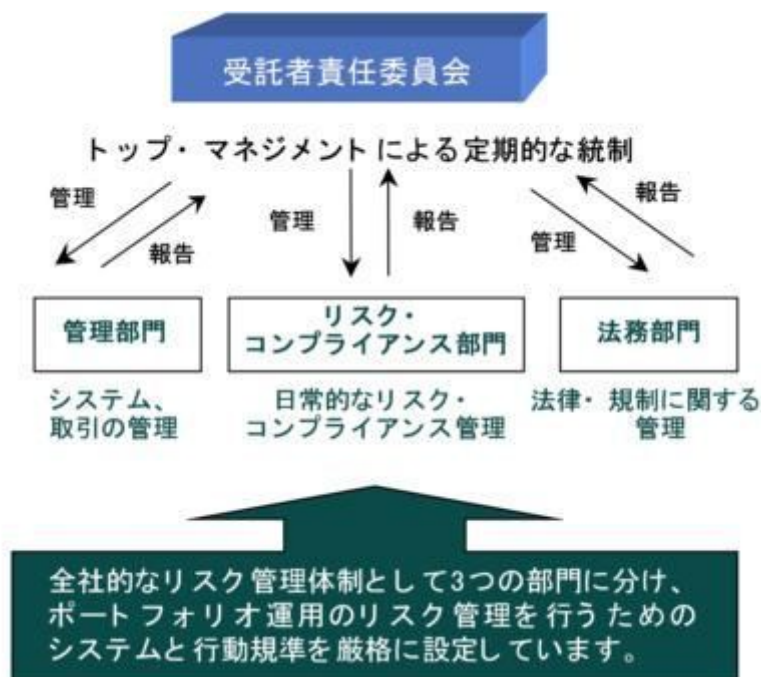 受託者責任委員会
トップ・マネジメントによる定期的な統制
管理
報告
管理
報告
管理
報告
管理部門
システム、
取引の管理
リスク・
コンプライアンス部門
日常的なリスク・
コンプライアンス管理
法務部門
法律・規制に関する
管理
全社的なリスク管理体制として3つの部門に分け、
ポートフォリオ運用のリスク管理を行うための
システムと行動規準を厳格に設定しています。